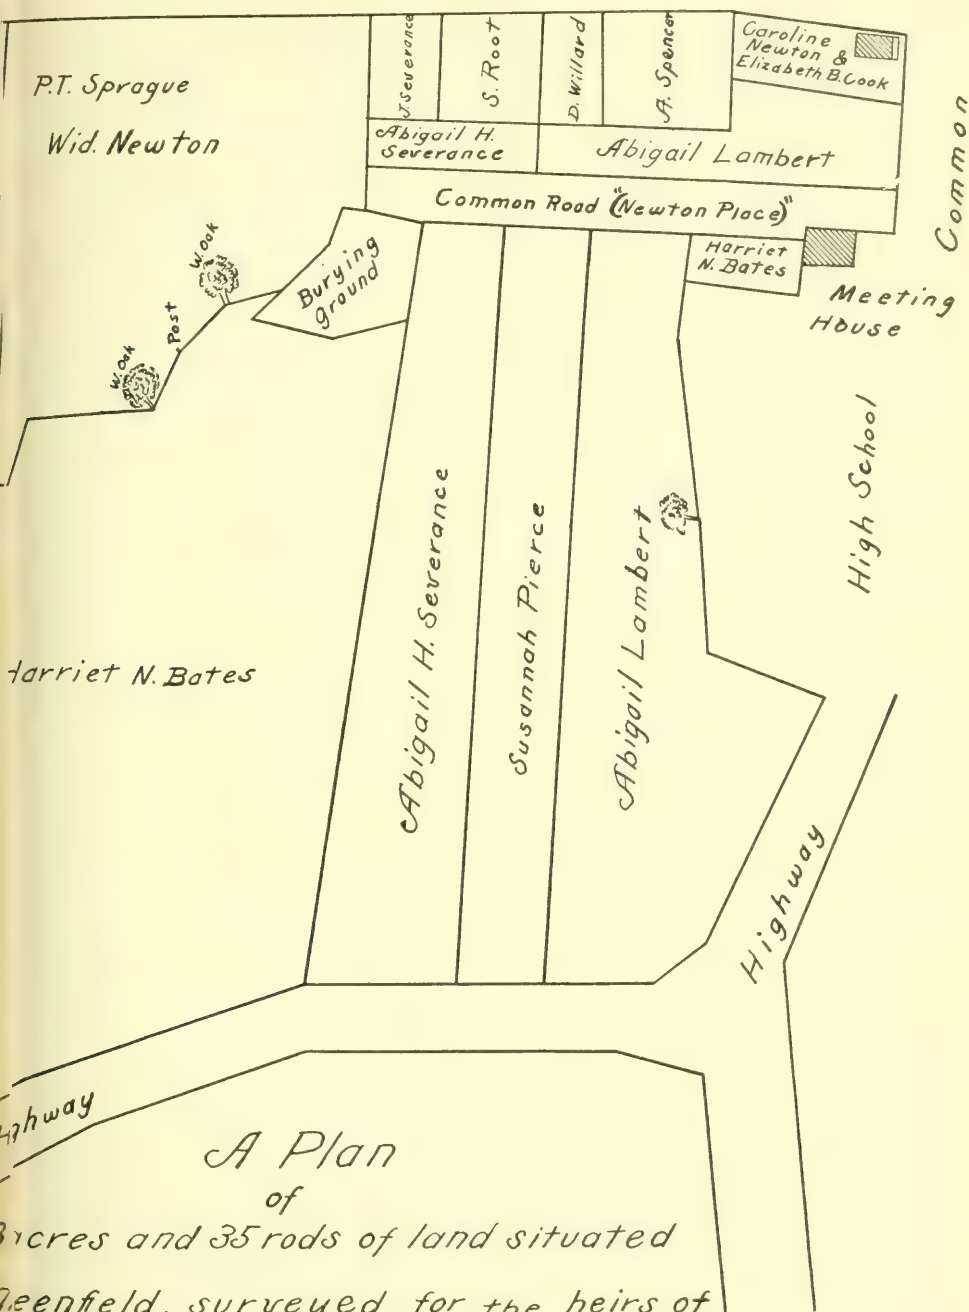 P.T. Sprague
Wid. Newton
J. Severance
S. Root
D. Willard
A. Spencer
Caroline
Newton &
Elizabeth B. Cook
Abigail H.
Severance
Abigail Lambert
Common
Common Road "(Newton Place)"
Harriet
N. Bates
Meeting
House
Burying
ground
W. Oak
Post
W. Oak
High School
Abigail H. Severance
Susannah Pierce
Abigail Lambert
Harriet N. Bates
Highway
Highway
A Plan
of
acres and 35 rods of land situated
Greenfield, surveyed for the heirs of